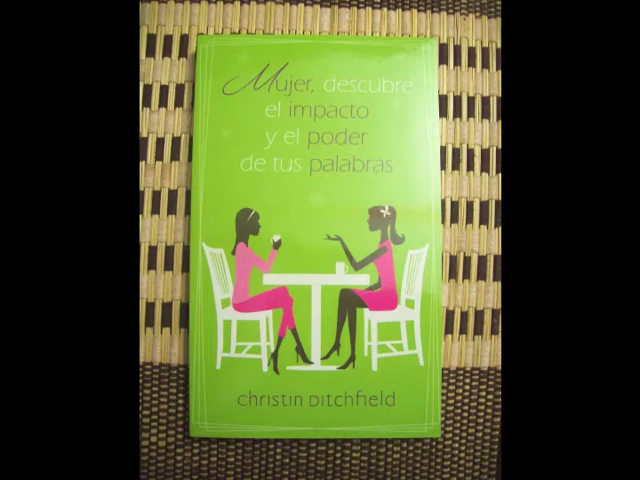 Mujer, descubre
el impacto
y el poder
de tus palabras
christin Ditchfield